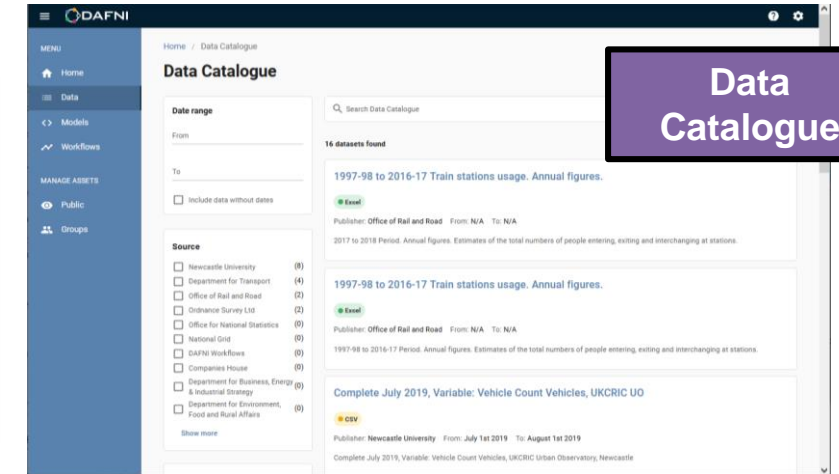 DAFNI
MENU
Home
Data
Models
Workflows
MANAGE ASSETS
Public
Groups
Home / Data Catalogue
Data Catalogue
Date range
From
To
Include data without dates
Source
Newcastle University (8)
Department for Transport (4)
Office of Rail and Road (2)
Ordnance Survey Ltd (2)
Office for National Statistics (0)
National Grid (0)
DAFNI Workflows (0)
Companies House (0)
Department for Business, Energy (0)
& Industrial Strategy
Department for Environment, (0)
Food and Rural Affairs
Show more
Search Data Catalogue
16 datasets found
1997-98 to 2016-17 Train stations usage. Annual figures.
Excel
Publisher: Office of Rail and Road From: N/A To: N/A
2017 to 2018 Period. Annual figures. Estimates of the total numbers of people entering, exiting and interchanging at stations.
1997-98 to 2016-17 Train stations usage. Annual figures.
Excel
Publisher: Office of Rail and Road From: N/A To: N/A
1997-98 to 2016-17 Period. Annual figures. Estimates of the total numbers of people entering, exiting and interchanging at stations.
Complete July 2019, Variable: Vehicle Count Vehicles, UKCRIC UO
CSV
Publisher: Newcastle University From: July 1st 2019 To: August 1st 2019
Complete July 2019, Variable: Vehicle Count Vehicles, UKCRIC Urban Observatory, Newcastle
Data
Catalogue